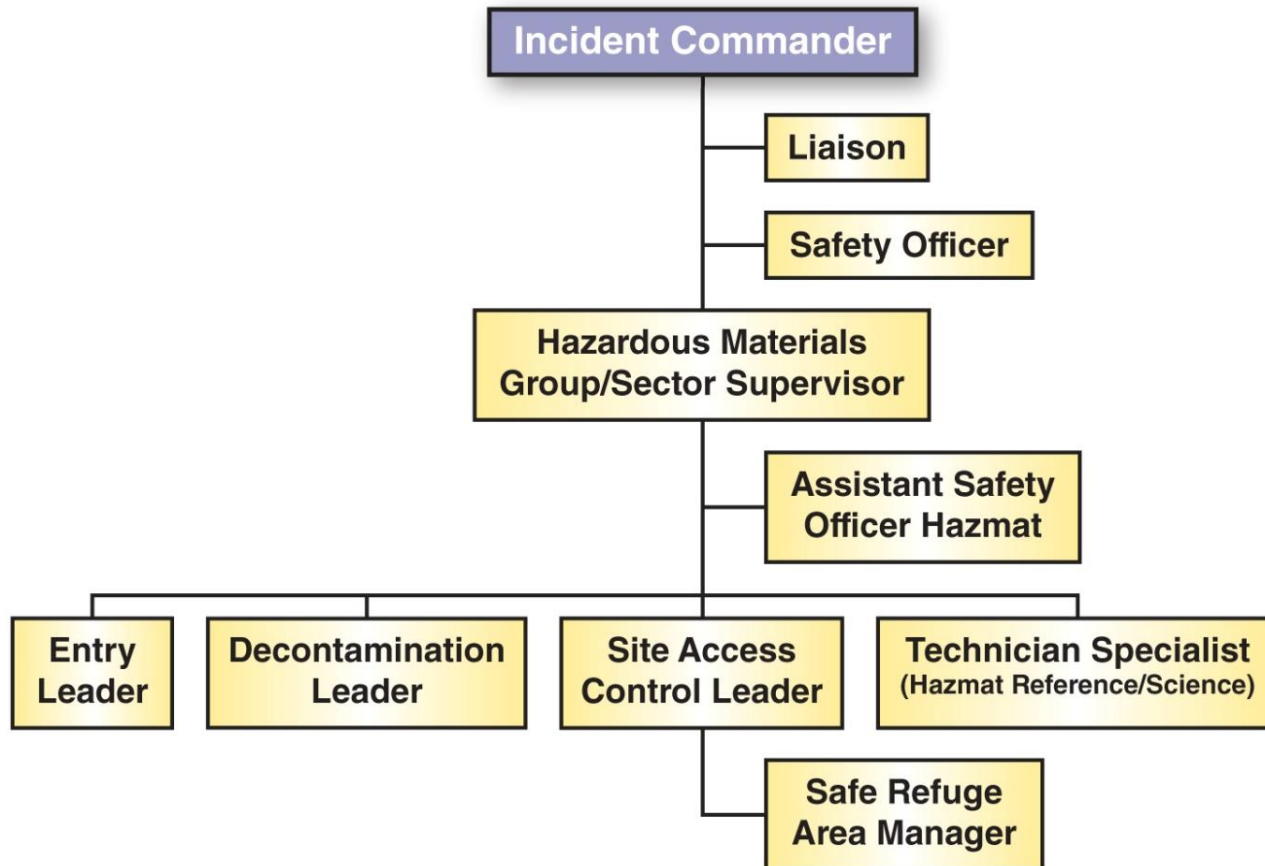 Incident Commander
Liaison
Safety Officer
Hazardous Materials
Group/Sector Supervisor
Assistant Safety
Officer Hazmat
Entry
Leader
Decontamination
Leader
Site Access
Control Leader
Technician Specialist
(Hazmat Reference/Science)
Safe Refuge
Area Manager